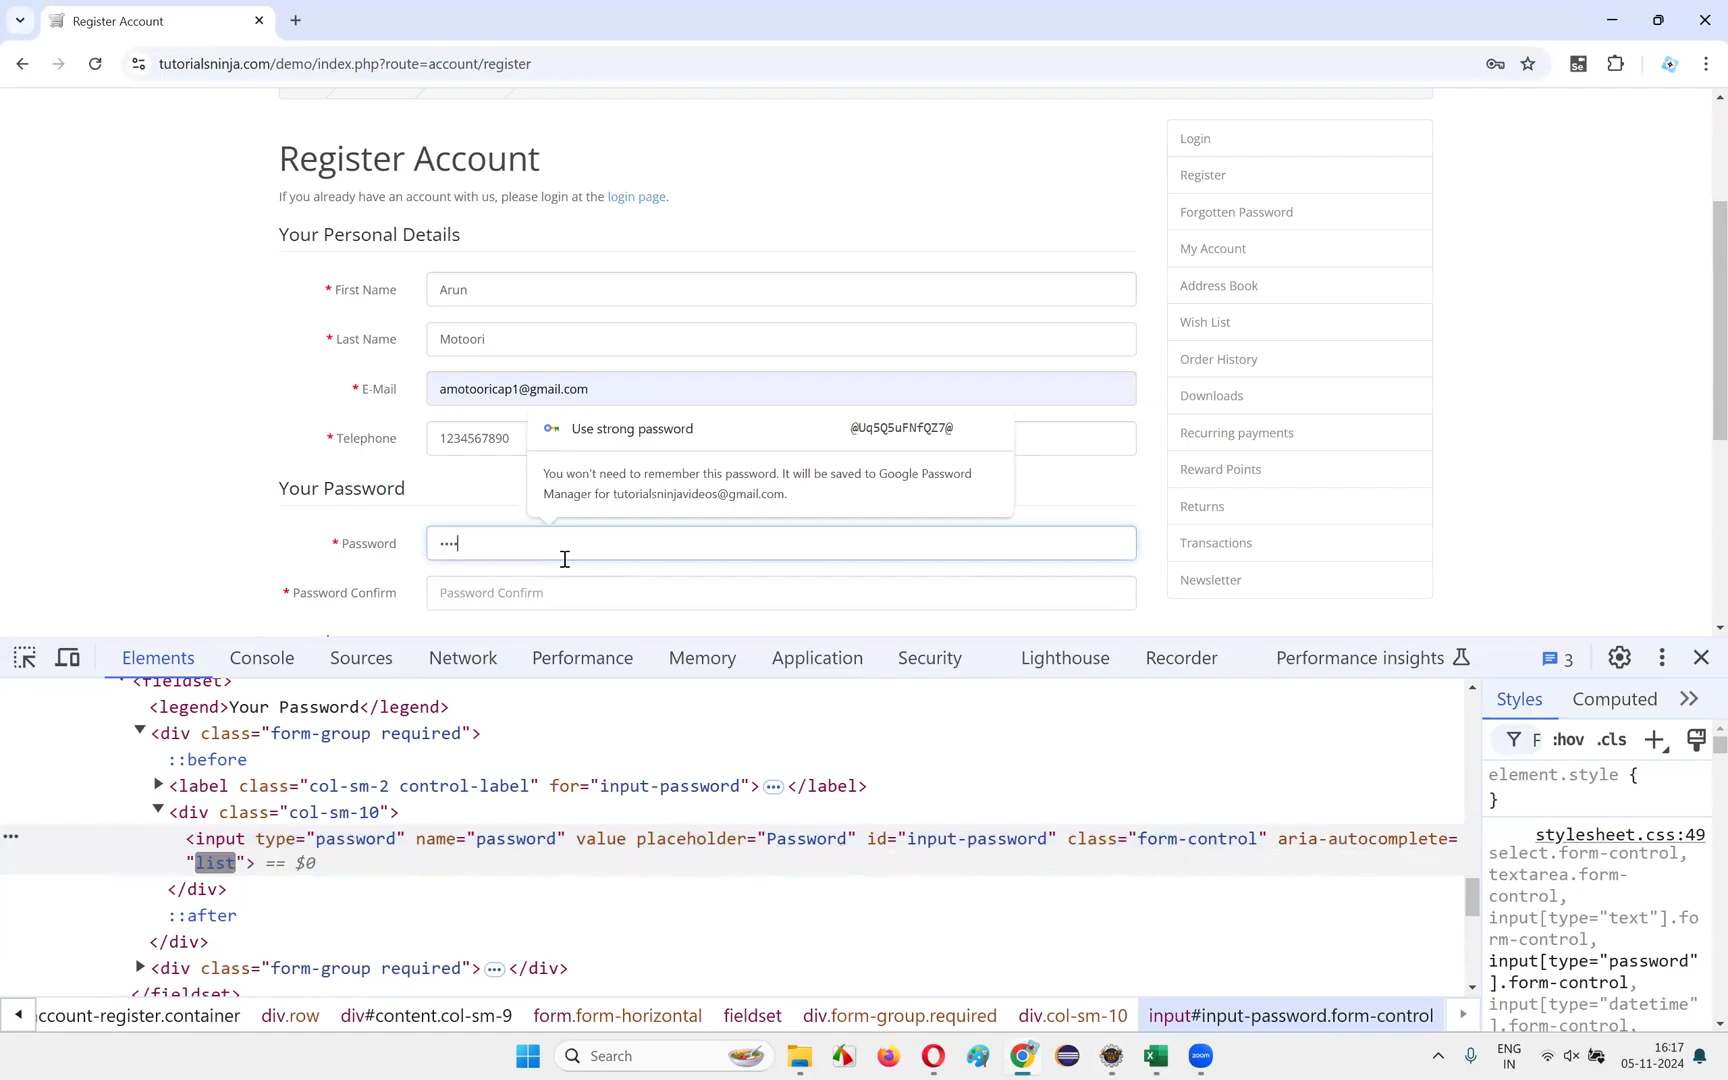 Register Account
tutorialsninja.com/demo/index.php?route=account/register
Register Account
If you already have an account with us, please login at the login page.
Your Personal Details
* First Name
Arun
* Last Name
Motoori
* E-Mail
amotooricap1@gmail.com
* Telephone
1234567890
Use strong password
@Uq5Q5uFNfQZ7@
You won't need to remember this password. It will be saved to Google Password
Manager for tutorialsninjavideos@gmail.com.
Your Password
* Password
····
* Password Confirm
Password Confirm
Login
Register
Forgotten Password
My Account
Address Book
Wish List
Order History
Downloads
Recurring payments
Reward Points
Returns
Transactions
Newsletter
Elements
Console
Sources
Network
Performance
Memory
Application
Security
Lighthouse
Recorder
Performance insights
3
<fieldset>
<legend>Your Password</legend>
<div class="form-group required">
::before
<label class="col-sm-2 control-label" for="input-password">…</label>
<div class="col-sm-10">
<input type="password" name="password" value placeholder="Password" id="input-password" class="form-control" aria-autocomplete=
"list"> == $0
</div>
::after
</div>
<div class="form-group required">…</div>
</fieldset>
ccount-register.container
div.row
div#content.col-sm-9
form.form-horizontal
fieldset
div.form-group.required
div.col-sm-10
input#input-password.form-control
Styles
Computed
F
:hov
.cls
element.style {
}
stylesheet.css:49
select.form-control,
textarea.form-
control,
input[type="text"].fo
rm-control,
input[type="password"
].form-control,
input[type="datetime"
].form-control,
Search
Se
zoom
ENG
IN
16:17
05-11-2024